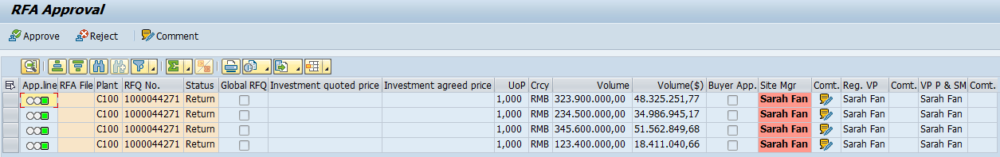 RFA Approval
Approve Reject Comment
App.line RFA File Plant RFQ No. Status Global RFQ Investment quoted price Investment agreed price UoP Crcy Volume Volume($) Buyer App. Site Mgr Comt. Reg. VP Comt. VP P & SM Comt.
C100 1000044271 Return 1,000 RMB 323.900.000,00 48.325.251,77 Sarah Fan Sarah Fan Sarah Fan
C100 1000044271 Return 1,000 RMB 234.500.000,00 34.986.945,17 Sarah Fan Sarah Fan Sarah Fan
C100 1000044271 Return 1,000 RMB 345.600.000,00 51.562.849,68 Sarah Fan Sarah Fan Sarah Fan
C100 1000044271 Return 1,000 RMB 123.400.000,00 18.411.040,66 Sarah Fan Sarah Fan Sarah Fan